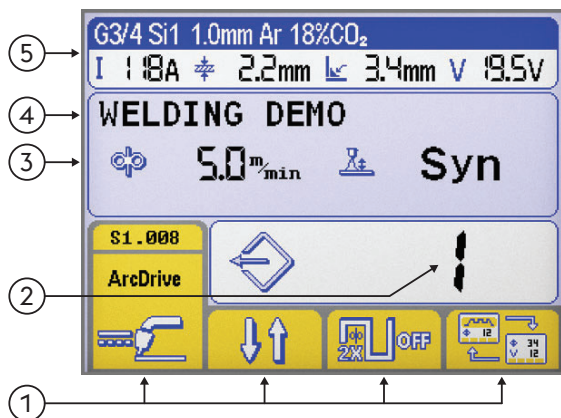 G3/4 Si1 1.0mm Ar 18%CO₂
5 I 118A 2.2mm 3.4mm V 19.5V
4 WELDING DEMO
3 5.0 m/min Syn
S1.008
ArcDrive
2 1
2X OFF 12 34 V 12
1